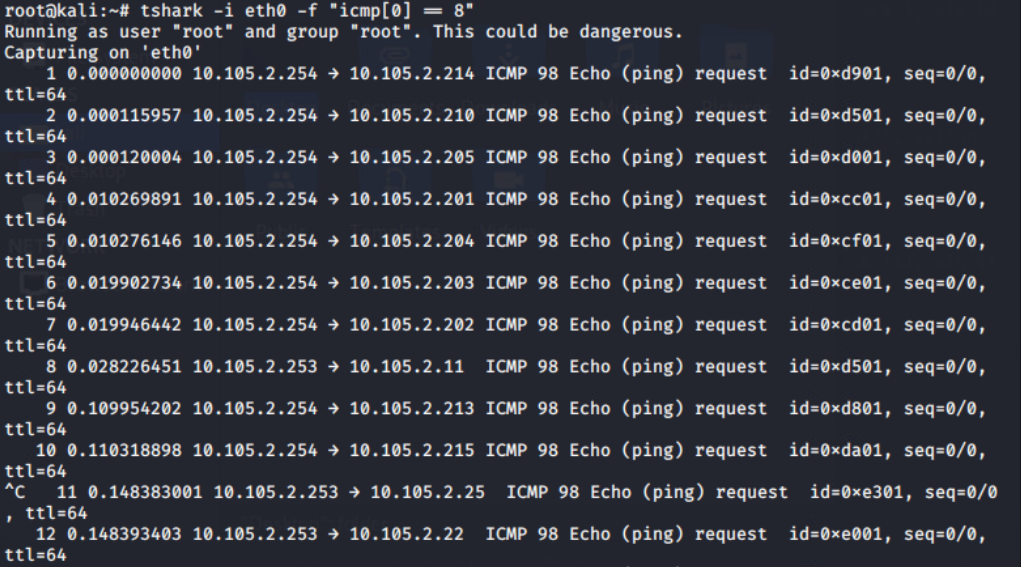 root@kali:~# tshark -i eth0 -f "icmp[0] == 8"
Running as user "root" and group "root". This could be dangerous.
Capturing on 'eth0'
    1 0.000000000 10.105.2.254 → 10.105.2.214 ICMP 98 Echo (ping) request  id=0×d901, seq=0/0,
ttl=64
    2 0.000115957 10.105.2.254 → 10.105.2.210 ICMP 98 Echo (ping) request  id=0×d501, seq=0/0,
ttl=64
    3 0.000120004 10.105.2.254 → 10.105.2.205 ICMP 98 Echo (ping) request  id=0×d001, seq=0/0,
ttl=64
    4 0.010269891 10.105.2.254 → 10.105.2.201 ICMP 98 Echo (ping) request  id=0×cc01, seq=0/0,
ttl=64
    5 0.010276146 10.105.2.254 → 10.105.2.204 ICMP 98 Echo (ping) request  id=0×cf01, seq=0/0,
ttl=64
    6 0.019902734 10.105.2.254 → 10.105.2.203 ICMP 98 Echo (ping) request  id=0×ce01, seq=0/0,
ttl=64
    7 0.019946442 10.105.2.254 → 10.105.2.202 ICMP 98 Echo (ping) request  id=0×cd01, seq=0/0,
ttl=64
    8 0.028226451 10.105.2.253 → 10.105.2.11  ICMP 98 Echo (ping) request  id=0×d501, seq=0/0,
ttl=64
    9 0.109954202 10.105.2.254 → 10.105.2.213 ICMP 98 Echo (ping) request  id=0×d801, seq=0/0,
ttl=64
   10 0.110318898 10.105.2.254 → 10.105.2.215 ICMP 98 Echo (ping) request  id=0×da01, seq=0/0,
ttl=64
^C   11 0.148383001 10.105.2.253 → 10.105.2.25  ICMP 98 Echo (ping) request  id=0×e301, seq=0/0
, ttl=64
   12 0.148393403 10.105.2.253 → 10.105.2.22  ICMP 98 Echo (ping) request  id=0×e001, seq=0/0,
ttl=64